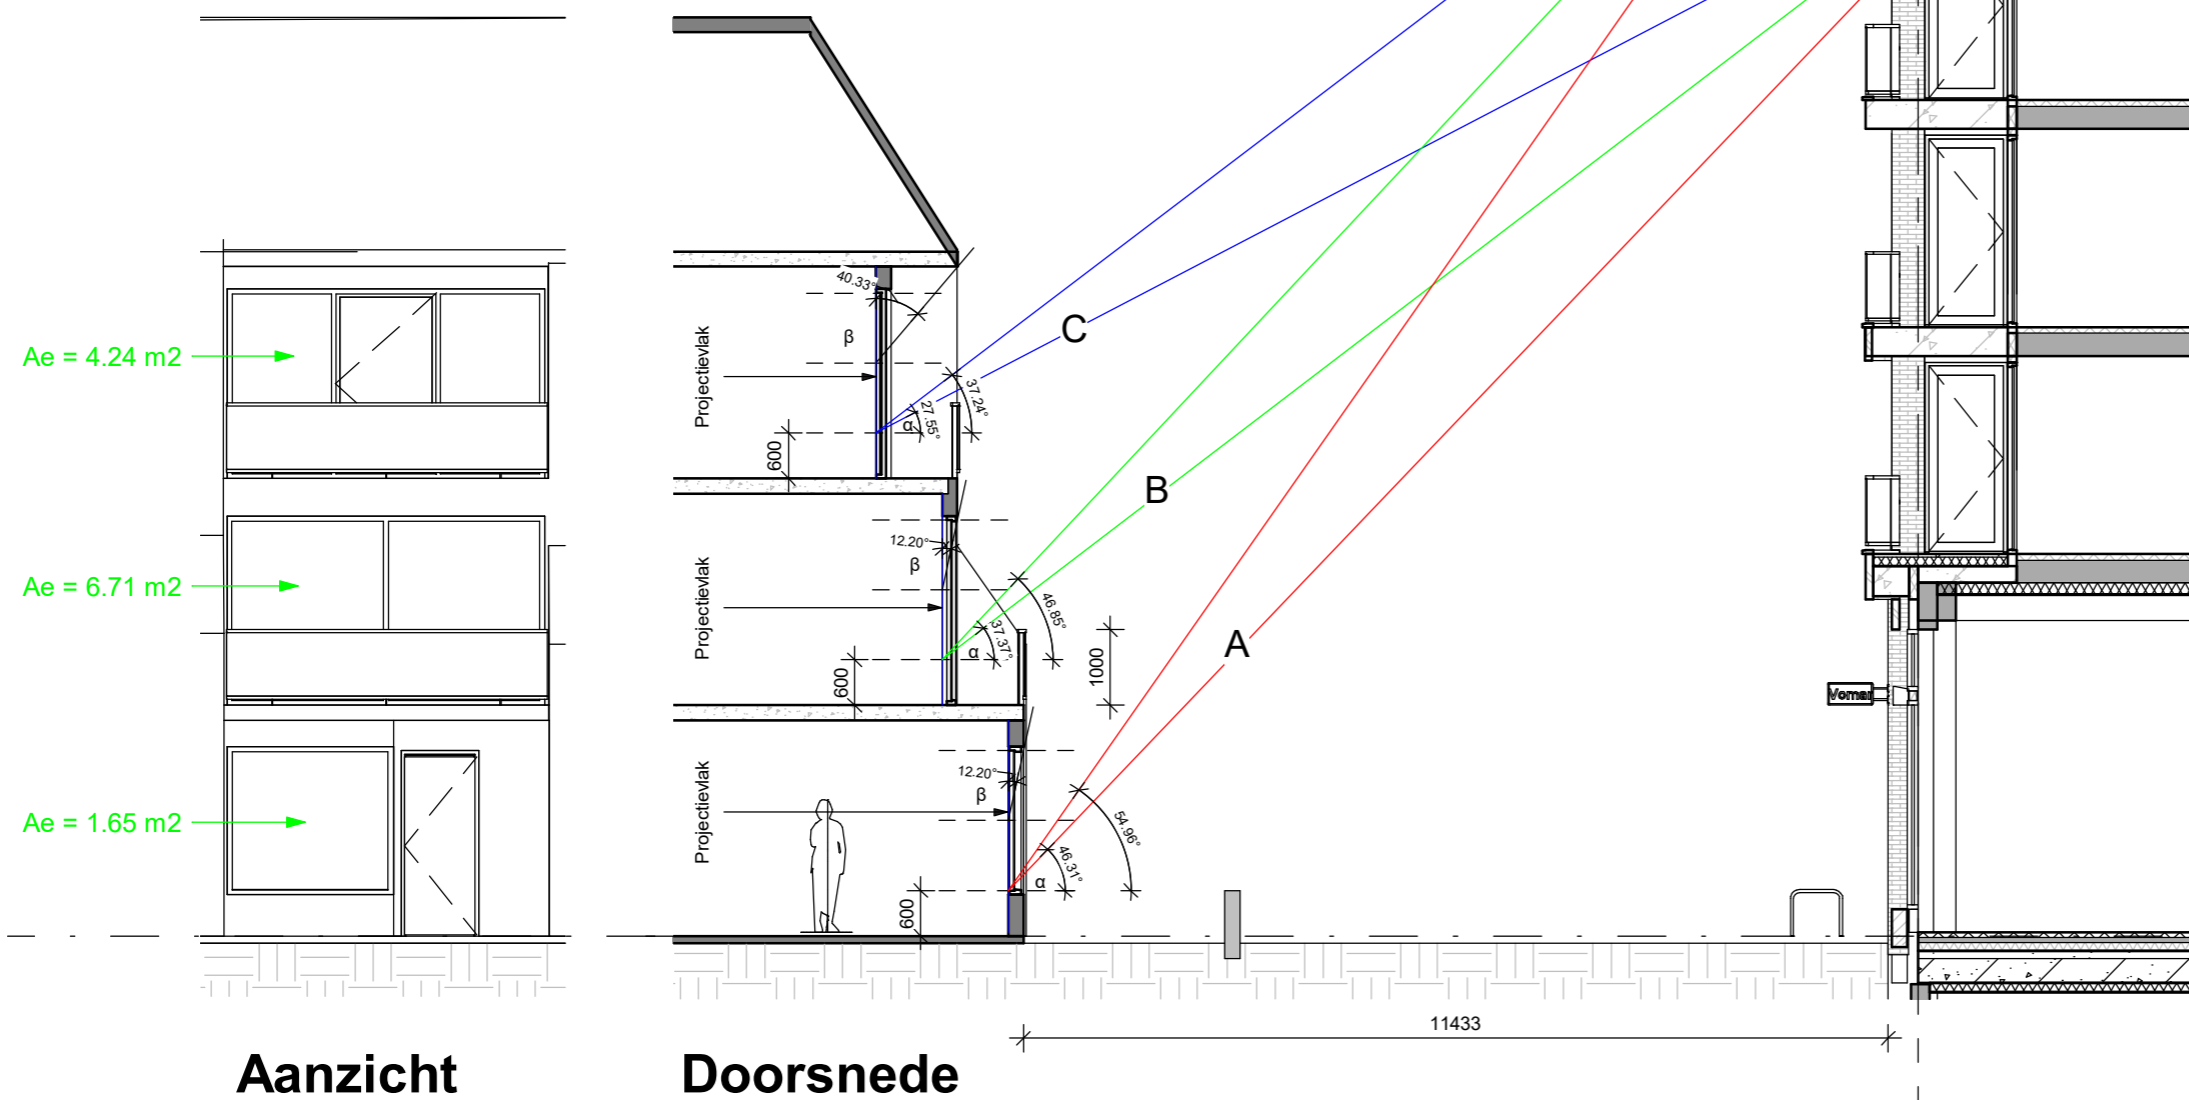 Ae = 4.24 m2
Ae = 6.71 m2
Ae = 1.65 m2
Projectievlak
40.33°
β
C
37.24°
27.55°
α
600
Projectievlak
12.20°
β
B
46.85°
37.37°
α
600
1000
A
Projectievlak
12.20°
β
54.96°
46.31°
α
600
Vomar
11433
Aanzicht
Doorsnede